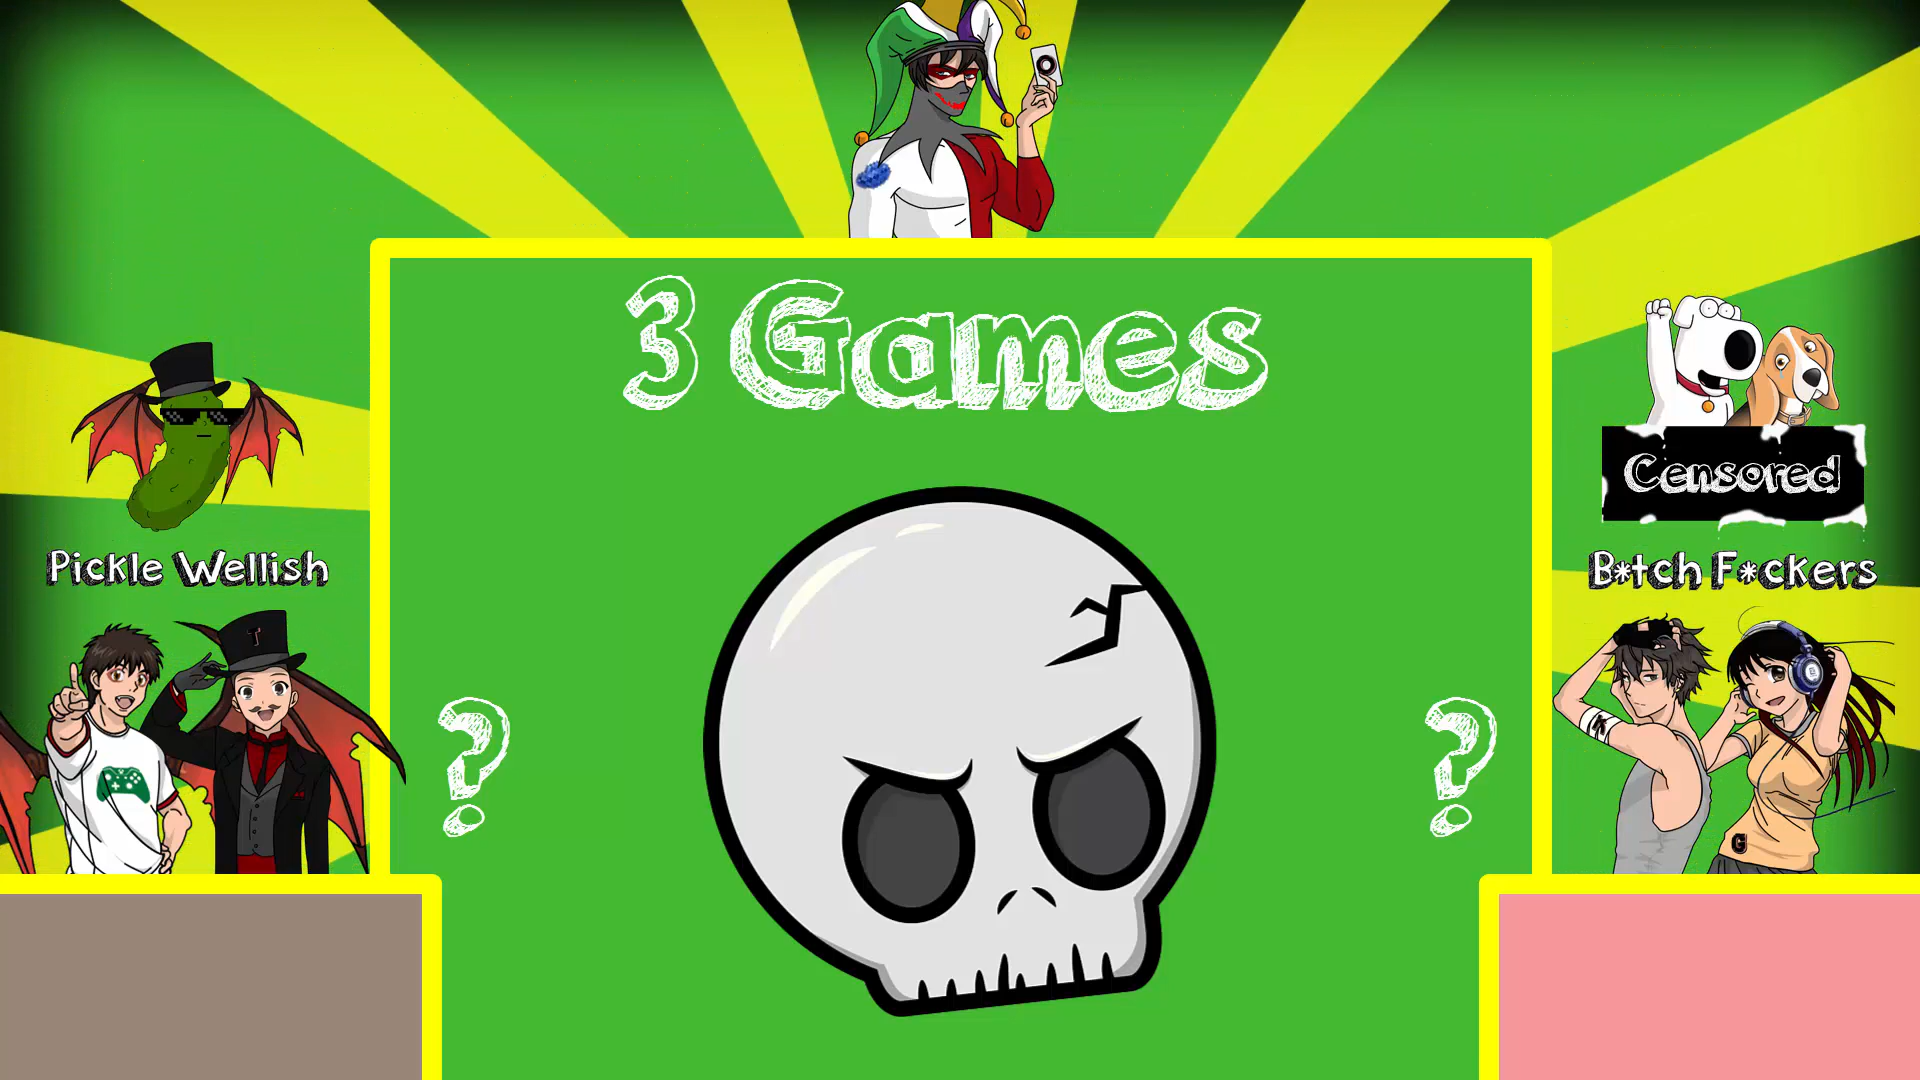 3 Games
Censored
Pickle Wellish
B*tch F*ckers
T
?
?
G